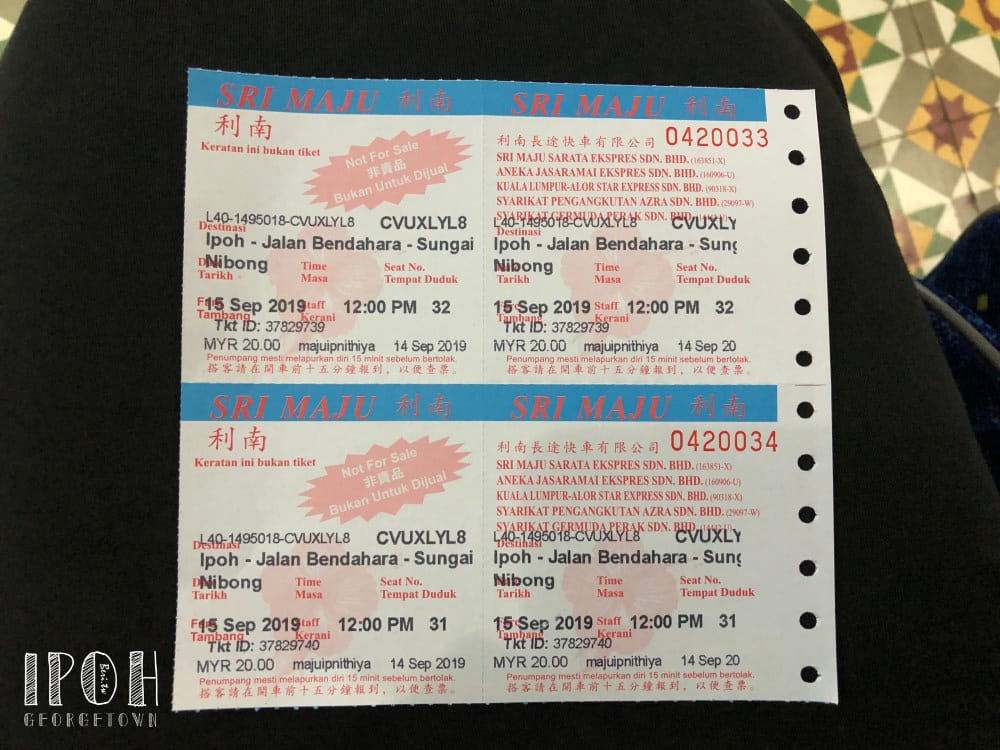 SRI MAJU 利南
利南
Keratan ini bukan tiket
Not For Sale
非賣品
Bukan Untuk Dijual
L40-1495018-CVUXLYL8 CVUXLYL8
Destinasi
Ipoh - Jalan Bendahara - Sungai
Nibong
Tarikh
Time
Masa
Seat No.
Tempat Duduk
15 Sep 2019 12:00 PM 32
Tambang
Staff
Kerani
Tkt ID: 37829739
MYR 20.00 majuipnithiya 14 Sep 2019
Penumpang mesti melapurkan diri 15 minit sebelum bertolak.
搭客請在開車前十五分鐘報到，以便查票。
SRI MAJU 利南
利南長途快車有限公司 0420033
SRI MAJU SARATA EKSPRES SDN. BHD. (163851-X)
ANEKA JASARAMAI EKSPRES SDN. BHD. (160906-U)
KUALA LUMPUR-ALOR STAR EXPRESS SDN. BHD. (90318-X)
SYARIKAT PENGANGKUTAN AZRA SDN. BHD. (29097-W)
SYARIKAT GERMUDA PERAK SDN. BHD.
L40-1495018-CVUXLYL8 CVUXLY
Ipoh - Jalan Bendahara - Sung
Nibong
Tarikh
Time
Masa
Seat No.
Tempat Duduk
15 Sep 2019 12:00 PM 32
Tambang
Staff
Kerani
Tkt ID: 37829739
MYR 20.00 majuipnithiya 14 Sep 20
Penumpang mesti melapurkan diri 15 minit sebelum bertolak.
搭客請在開車前十五分鐘報到，以便查票。
SRI MAJU 利南
利南
Keratan ini bukan tiket
Not For Sale
非賣品
Bukan Untuk Dijual
L40-1495018-CVUXLYL8 CVUXLYL8
Destinasi
Ipoh - Jalan Bendahara - Sungai
Nibong
Tarikh
Time
Masa
Seat No.
Tempat Duduk
15 Sep 2019 12:00 PM 31
Tambang
Staff
Kerani
Tkt ID: 37829740
MYR 20.00 majuipnithiya 14 Sep 2019
Penumpang mesti melapurkan diri 15 minit sebelum bertolak.
搭客請在開車前十五分鐘報到，以便查票。
SRI MAJU 利南
利南長途快車有限公司 0420034
SRI MAJU SARATA EKSPRES SDN. BHD. (163851-X)
ANEKA JASARAMAI EKSPRES SDN. BHD. (160906-U)
KUALA LUMPUR-ALOR STAR EXPRESS SDN. BHD. (90318-X)
SYARIKAT PENGANGKUTAN AZRA SDN. BHD. (29097-W)
SYARIKAT GERMUDA PERAK SDN. BHD.
L40-1495018-CVUXLYL8 CVUXLY
Destinasi
Ipoh - Jalan Bendahara - Sung
Nibong
Tarikh
Time
Masa
Seat No.
Tempat Duduk
15 Sep 2019 12:00 PM 31
Tambang
Staff
Kerani
Tkt ID: 37829740
MYR 20.00 majuipnithiya 14 Sep 20
Penumpang mesti melapurkan diri 15 minit sebelum bertolak.
搭客請在開車前十五分鐘報到，以便查票。
IPOH
GEORGETOWN